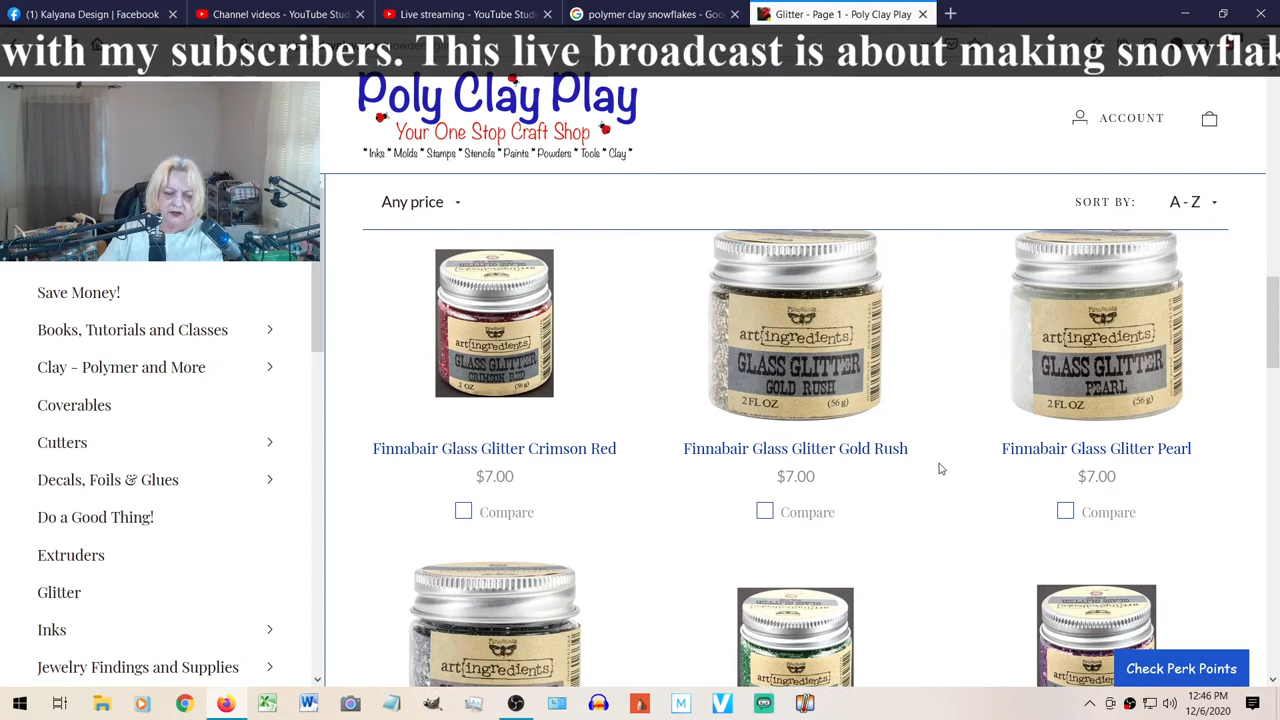 (1) Kalyana Design | Facebook
Channel videos - YouTube Stu
Live streaming - YouTube Stud
polymer clay snowflakes - Goo
Glitter - Page 1 - Poly Clay Play
with my subscribers. This live broadcast is about making snowflak
Poly Clay Play
Your One Stop Craft Shop
* Inks * Molds * Stamps * Stencils * Paints * Powders * Tools * Clay *
ACCOUNT
Any price
SORT BY:
A - Z
Save Money!
Books, Tutorials and Classes
Clay - Polymer and More
Coverables
Cutters
Decals, Foils & Glues
Do a Good Thing!
Extruders
Glitter
Inks
Jewelry Findings and Supplies
art{ingredients}
GLASS GLITTER
CRIMSON RED
2 OZ (56 g)
Finnabair Glass Glitter Crimson Red
$7.00
Compare
art{ingredients}
GLASS GLITTER
GOLD RUSH
2 FL OZ (56 g)
Finnabair Glass Glitter Gold Rush
$7.00
Compare
art{ingredients}
GLASS GLITTER
PEARL
2 FL OZ (56 g)
Finnabair Glass Glitter Pearl
$7.00
Compare
art{ingredients}
Check Perk Points
12:46 PM
12/6/2020